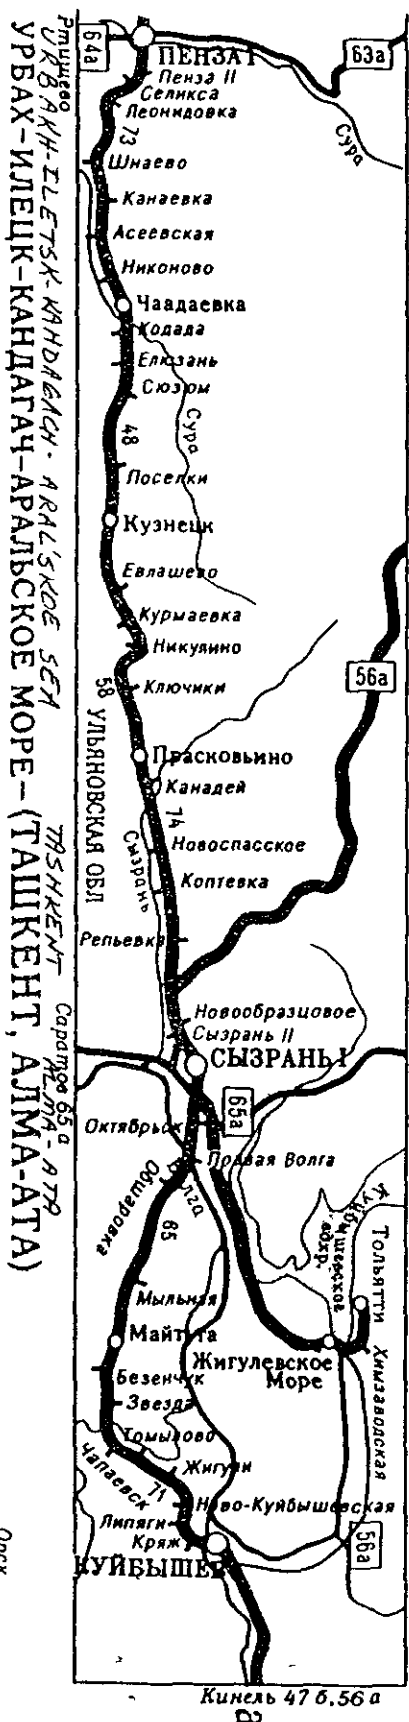 64а
ПЕНЗА I
63а
Пенза II
Селикса
Леонидовка
Сура
73
Шнаево
Канаевка
Асеевская
Никоново
Чаадаевка
Кодада
Елюзань
Сюзюм
Сура
48
Поселки
Кузнецк
Евлашево
Курмаевка
Никулино
56а
58
Ключики
УЛЬЯНОВСКАЯ ОБЛ
Прасковьино
Канадей
74
Новоспасское
Сызрань
Коптевка
Репьевка
Новообразцовое
Сызрань II
СЫЗРАНЬ I
65а
Октябрьск
Правая Волга
Волга
Обшаровка
65
Куйбышевское
вдхр.
Тольятти
Химзаводская
Жигулевское
Море
Мыльная
Майтуга
Безенчук
Звезда
Томылово
Чапаевск
71
Жигули
Ново-Куйбышевская
Липяги
Кряж
КУЙБЫШЕВ
56а
Кинель 47 б.56 а
Ртищево
Саратов 65а
URBAKH-ILETSK-KANDAGACH- ARAL'SKOE SEA TASHKENT ALMA-ATA
УРБАХ-ИЛЕЦК-КАНДАГАЧ-АРАЛЬСКОЕ МОРЕ-(ТАШКЕНТ, АЛМА-АТА)
Орск